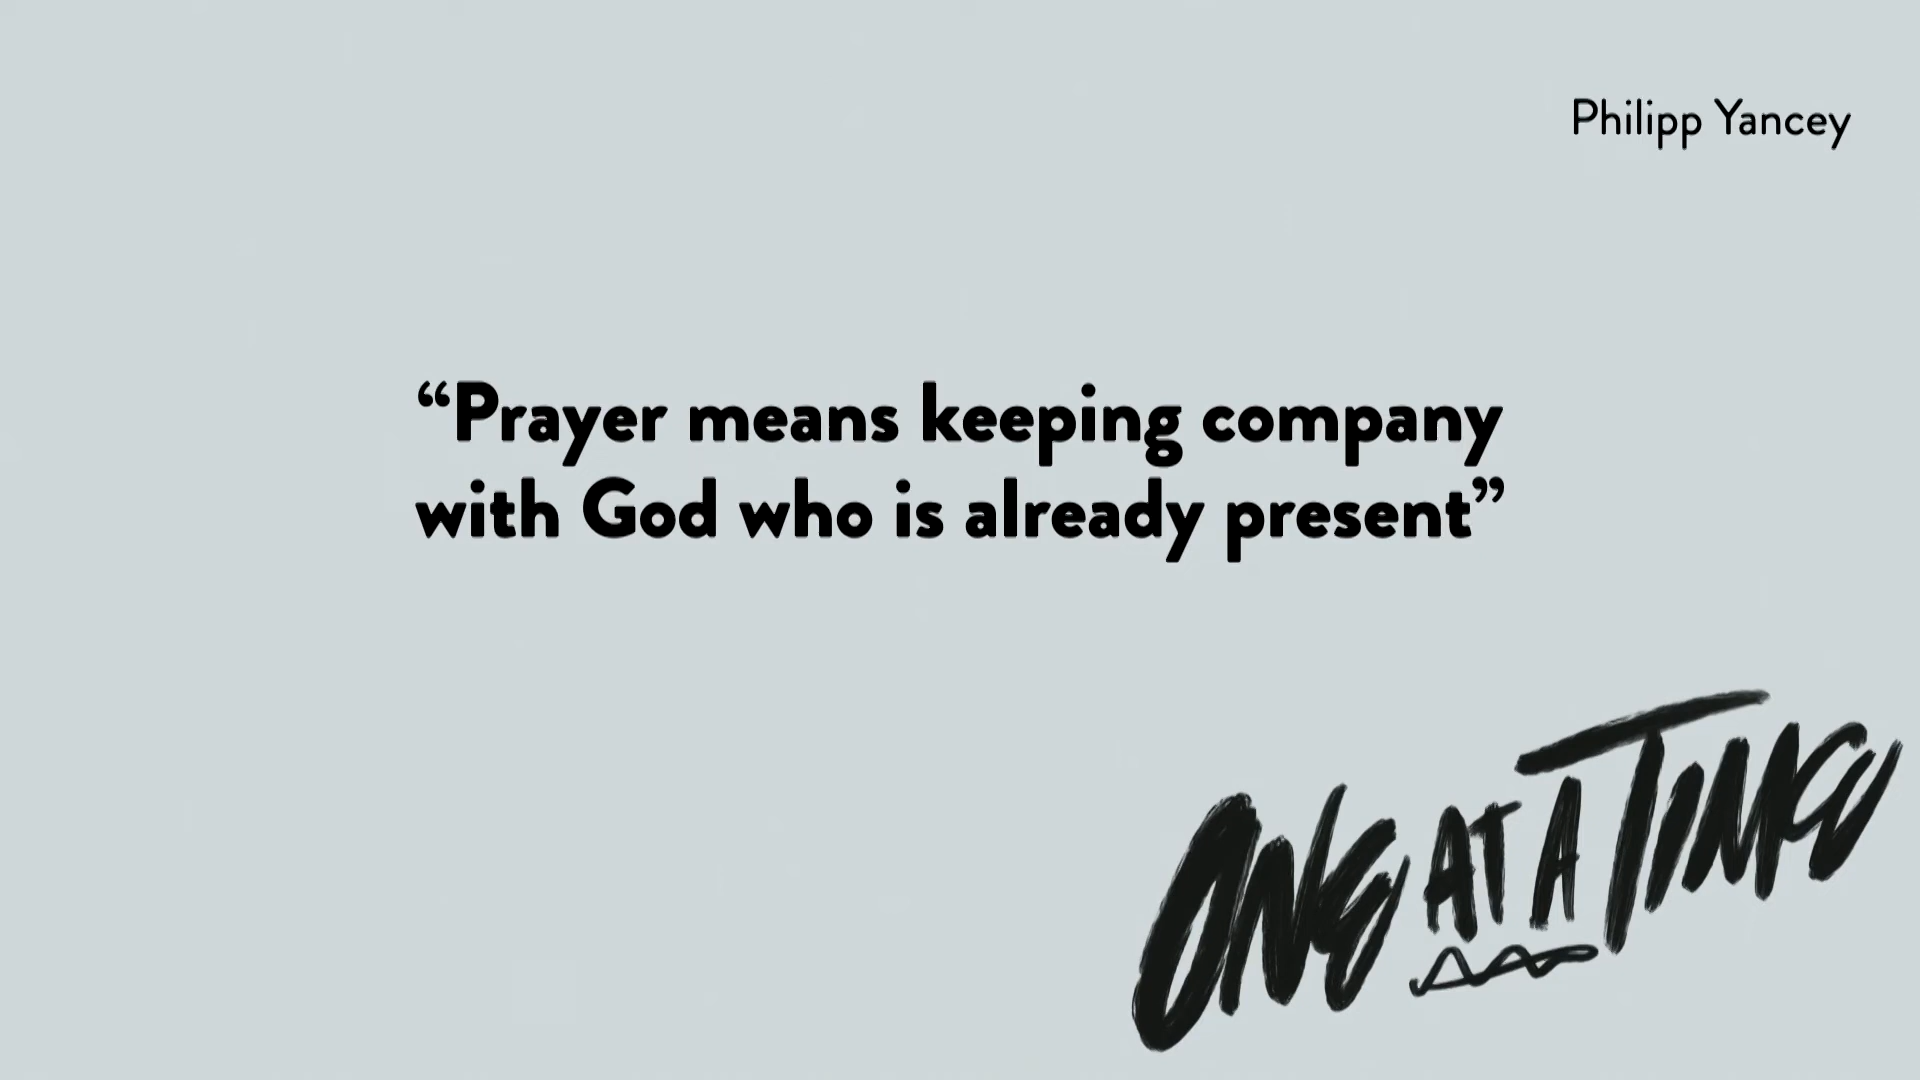 Philipp Yancey
“Prayer means keeping company
with God who is already present”
ONE AT A TIME